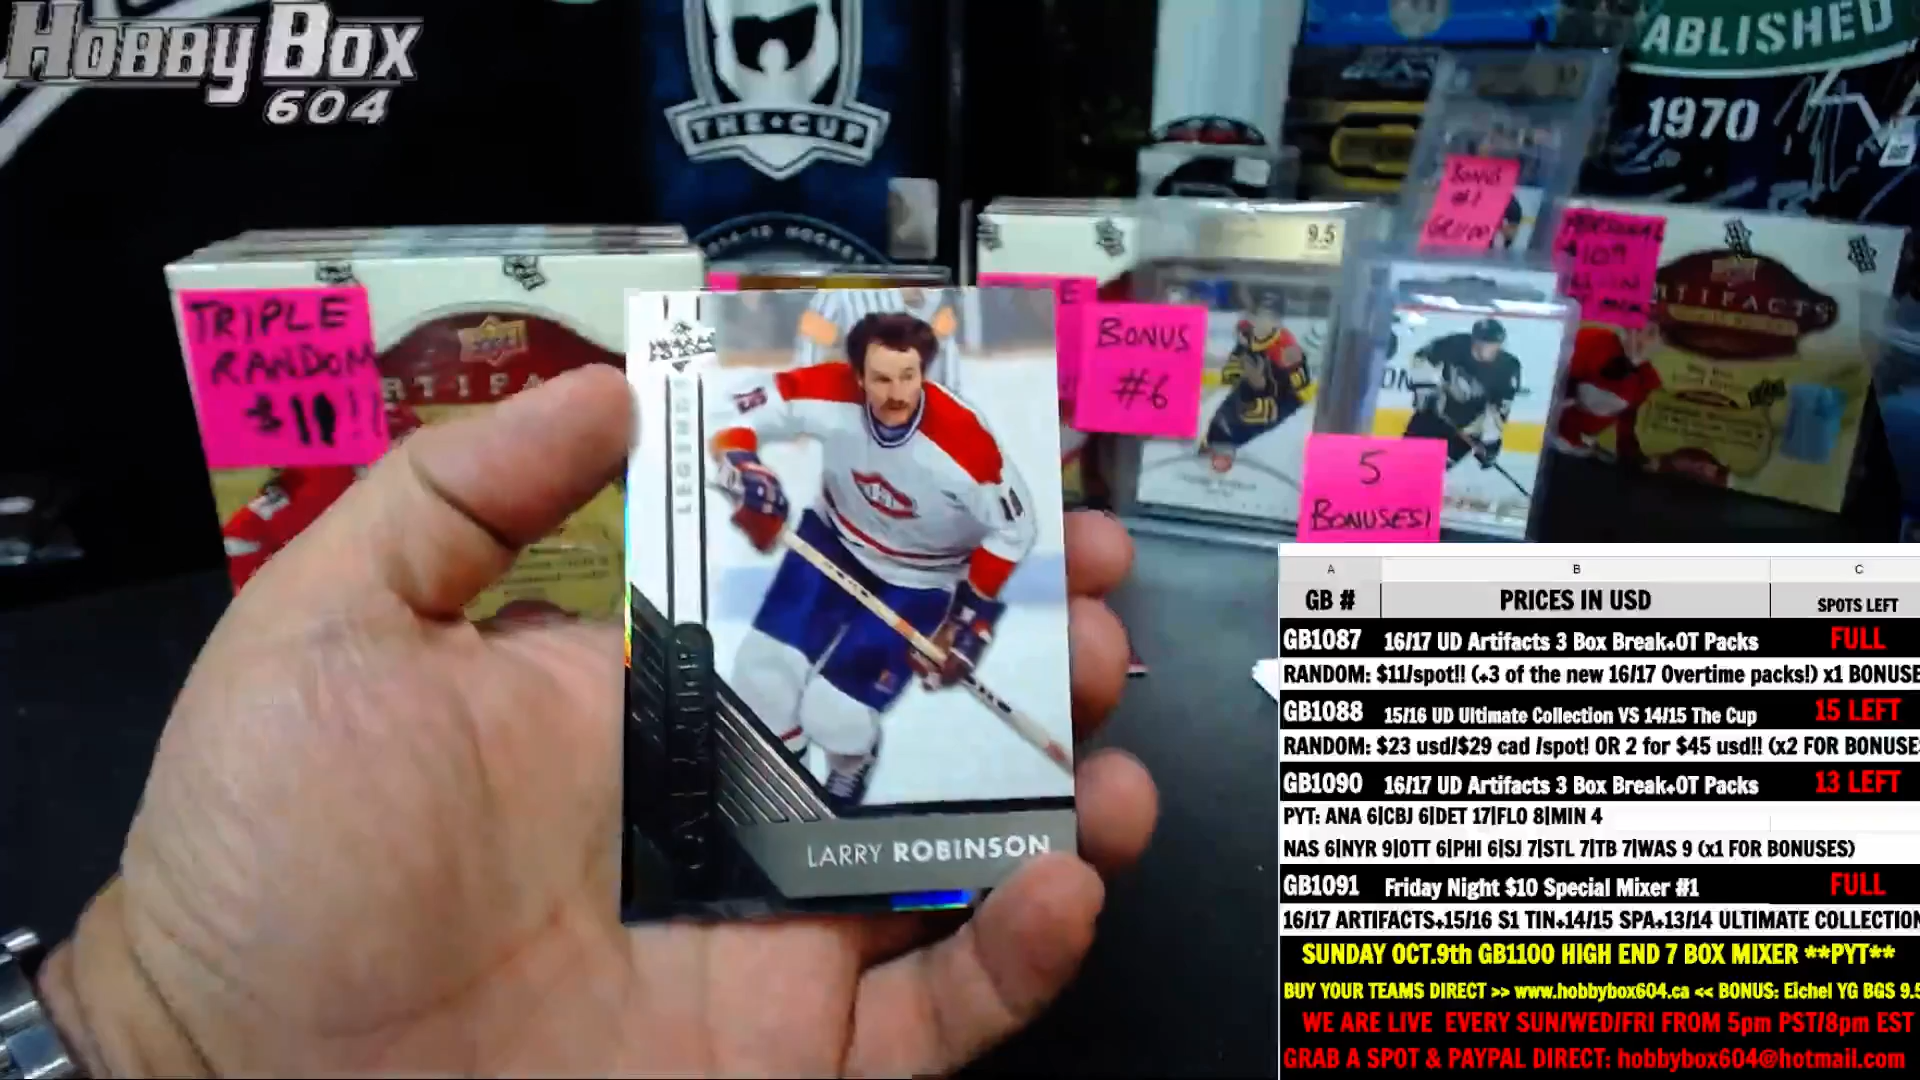 HOBBYBOX
604
THE CUP
ABLISHED
1970
9.5
BONUS
#1
GB1100
TRIPLE
RANDOM
$11!!
BONUS
#6
5
BONUSES!
LEGENDS
LARRY ROBINSON
A B C
GB # PRICES IN USD SPOTS LEFT
GB1087 16/17 UD Artifacts 3 Box Break+OT Packs FULL
RANDOM: $11/spot!! (+3 of the new 16/17 Overtime packs!) x1 BONUSE
GB1088 15/16 UD Ultimate Collection VS 14/15 The Cup 15 LEFT
RANDOM: $23 usd/$29 cad /spot! OR 2 for $45 usd!! (x2 FOR BONUSE
GB1090 16/17 UD Artifacts 3 Box Break+OT Packs 13 LEFT
PYT: ANA 6|CBJ 6|DET 17|FLO 8|MIN 4
NAS 6|NYR 9|OTT 6|PHI 6|SJ 7|STL 7|TB 7|WAS 9 (x1 FOR BONUSES)
GB1091 Friday Night $10 Special Mixer #1 FULL
16/17 ARTIFACTS+15/16 S1 TIN+14/15 SPA+13/14 ULTIMATE COLLECTION
SUNDAY OCT.9th GB1100 HIGH END 7 BOX MIXER **PYT**
BUY YOUR TEAMS DIRECT >> www.hobbybox604.ca << BONUS: Eichel YG BGS 9.5
WE ARE LIVE EVERY SUN/WED/FRI FROM 5pm PST/8pm EST
GRAB A SPOT & PAYPAL DIRECT: hobbybox604@hotmail.com